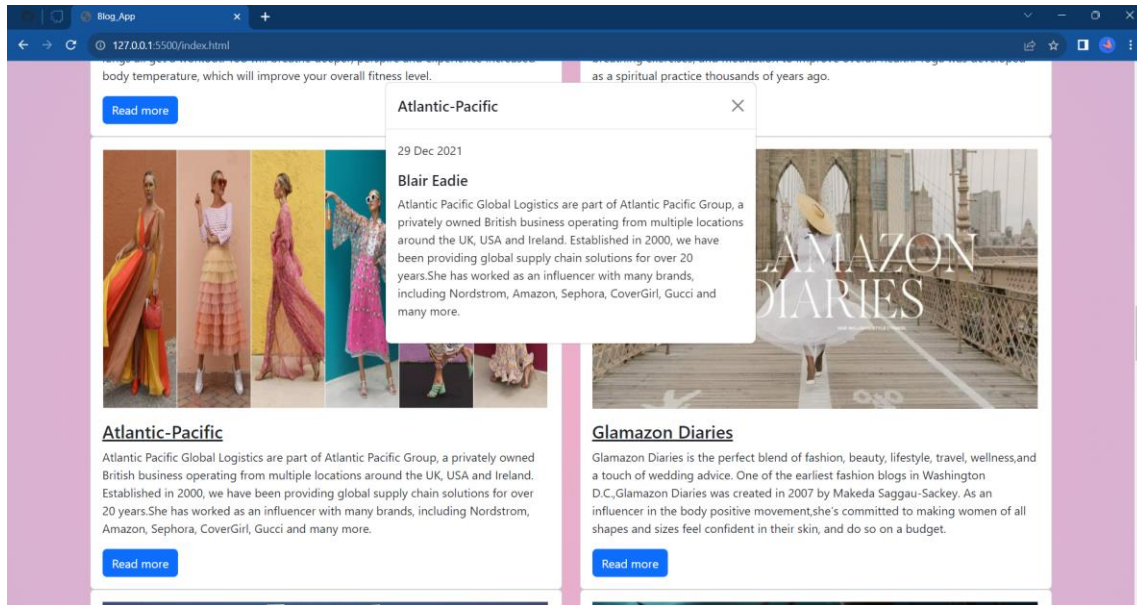 Blog_App
127.0.0.1:5500/index.html
body temperature, which will improve your overall fitness level.
Read more
as a spiritual practice thousands of years ago.
Atlantic-Pacific
29 Dec 2021
Blair Eadie
Atlantic Pacific Global Logistics are part of Atlantic Pacific Group, a
privately owned British business operating from multiple locations
around the UK, USA and Ireland. Established in 2000, we have
been providing global supply chain solutions for over 20
years.She has worked as an influencer with many brands,
including Nordstrom, Amazon, Sephora, CoverGirl, Gucci and
many more.
LAMAZON
DIARIES
Atlantic-Pacific
Atlantic Pacific Global Logistics are part of Atlantic Pacific Group, a privately owned
British business operating from multiple locations around the UK, USA and Ireland.
Established in 2000, we have been providing global supply chain solutions for over
20 years.She has worked as an influencer with many brands, including Nordstrom,
Amazon, Sephora, CoverGirl, Gucci and many more.
Read more
Glamazon Diaries
Glamazon Diaries is the perfect blend of fashion, beauty, lifestyle, travel, wellness,and
a touch of wedding advice. One of the earliest fashion blogs in Washington
D.C.,Glamazon Diaries was created in 2007 by Makeda Saggau-Sackey. As an
influencer in the body positive movement,she's committed to making women of all
shapes and sizes feel confident in their skin, and do so on a budget.
Read more